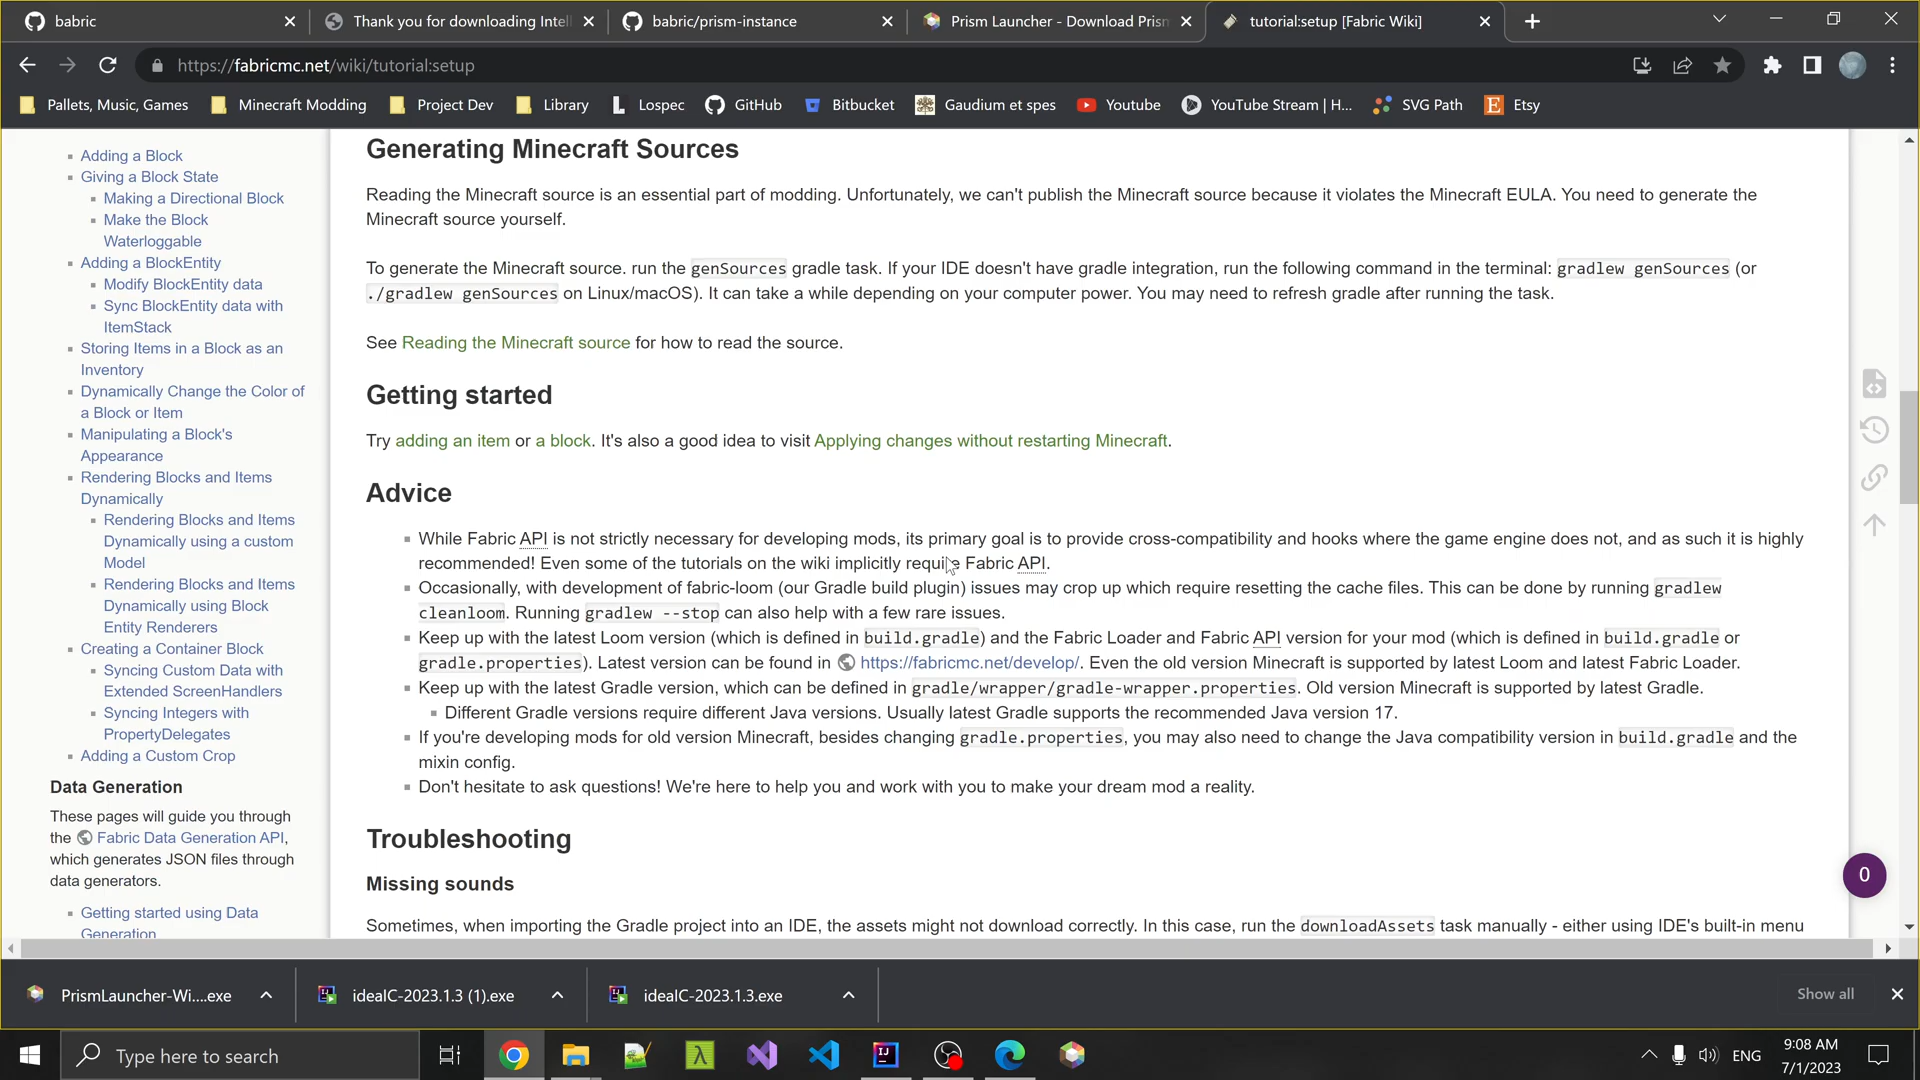 babric
Thank you for downloading Intell
babric/prism-instance
Prism Launcher - Download Prism
tutorial:setup [Fabric Wiki]
https://fabricmc.net/wiki/tutorial:setup
Pallets, Music, Games
Minecraft Modding
Project Dev
Library
Lospec
GitHub
Bitbucket
Gaudium et spes
Youtube
YouTube Stream | H...
SVG Path
Etsy
Adding a Block
Giving a Block State
Making a Directional Block
Make the Block
Waterloggable
Adding a BlockEntity
Modify BlockEntity data
Sync BlockEntity data with
ItemStack
Storing Items in a Block as an
Inventory
Dynamically Change the Color of
a Block or Item
Manipulating a Block's
Appearance
Rendering Blocks and Items
Dynamically
Rendering Blocks and Items
Dynamically using a custom
Model
Rendering Blocks and Items
Dynamically using Block
Entity Renderers
Creating a Container Block
Syncing Custom Data with
Extended ScreenHandlers
Syncing Integers with
PropertyDelegates
Adding a Custom Crop
Data Generation
These pages will guide you through
the Fabric Data Generation API,
which generates JSON files through
data generators.
Getting started using Data
Generation
Generating Minecraft Sources
Reading the Minecraft source is an essential part of modding. Unfortunately, we can't publish the Minecraft source because it violates the Minecraft EULA. You need to generate the
Minecraft source yourself.
To generate the Minecraft source. run the genSources gradle task. If your IDE doesn't have gradle integration, run the following command in the terminal: gradlew genSources (or
./gradlew genSources on Linux/macOS). It can take a while depending on your computer power. You may need to refresh gradle after running the task.
See Reading the Minecraft source for how to read the source.
Getting started
Try adding an item or a block. It's also a good idea to visit Applying changes without restarting Minecraft.
Advice
While Fabric API is not strictly necessary for developing mods, its primary goal is to provide cross-compatibility and hooks where the game engine does not, and as such it is highly
recommended! Even some of the tutorials on the wiki implicitly require Fabric API.
Occasionally, with development of fabric-loom (our Gradle build plugin) issues may crop up which require resetting the cache files. This can be done by running gradlew
cleanloom. Running gradlew --stop can also help with a few rare issues.
Keep up with the latest Loom version (which is defined in build.gradle) and the Fabric Loader and Fabric API version for your mod (which is defined in build.gradle or
gradle.properties). Latest version can be found in https://fabricmc.net/develop/. Even the old version Minecraft is supported by latest Loom and latest Fabric Loader.
Keep up with the latest Gradle version, which can be defined in gradle/wrapper/gradle-wrapper.properties. Old version Minecraft is supported by latest Gradle.
Different Gradle versions require different Java versions. Usually latest Gradle supports the recommended Java version 17.
If you're developing mods for old version Minecraft, besides changing gradle.properties, you may also need to change the Java compatibility version in build.gradle and the
mixin config.
Don't hesitate to ask questions! We're here to help you and work with you to make your dream mod a reality.
Troubleshooting
Missing sounds
Sometimes, when importing the Gradle project into an IDE, the assets might not download correctly. In this case, run the downloadAssets task manually - either using IDE's built-in menu
0
PrismLauncher-Wi....exe
ideaIC-2023.1.3 (1).exe
ideaIC-2023.1.3.exe
Show all
Type here to search
ENG
9:08 AM
7/1/2023